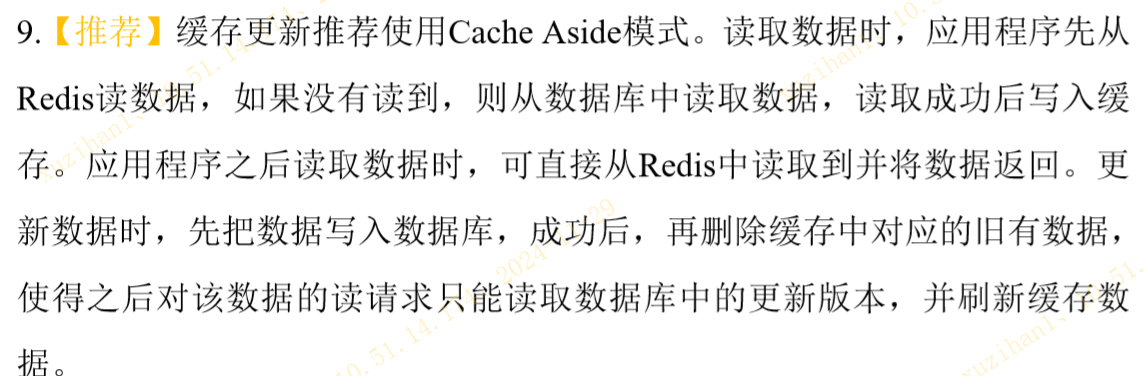 9.【推荐】缓存更新推荐使用Cache Aside模式。读取数据时，应用程序先从
Redis读数据，如果没有读到，则从数据库中读取数据，读取成功后写入缓
存。应用程序之后读取数据时，可直接从Redis中读取到并将数据返回。更
新数据时，先把数据写入数据库，成功后，再删除缓存中对应的旧有数据，
使得之后对该数据的读请求只能读取数据库中的更新版本，并刷新缓存数
据。